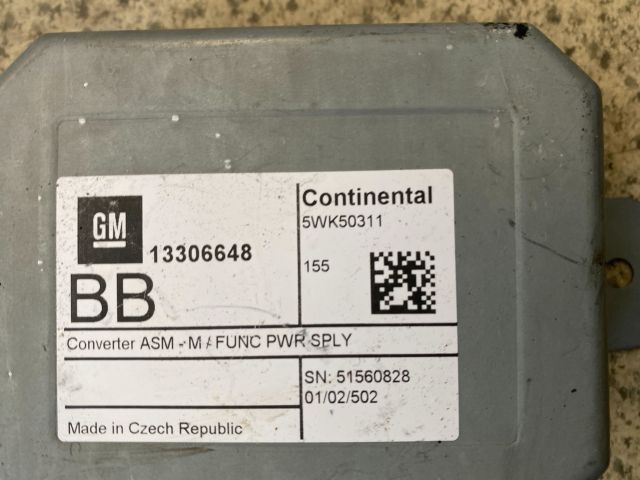 GM
13306648
BB
Continental
5WK50311
155
Converter ASM - M / FUNC PWR SPLY
SN: 51560828
01/02/502
Made in Czech Republic